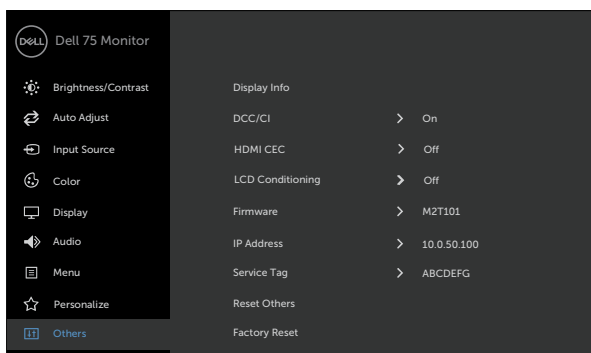 DELL Dell 75 Monitor
Brightness/Contrast Display Info
Auto Adjust DCC/CI On
Input Source HDMI CEC Off
Color LCD Conditioning Off
Display Firmware M2T101
Audio IP Address 10.0.50.100
Menu Service Tag ABCDEFG
Personalize Reset Others
Others Factory Reset